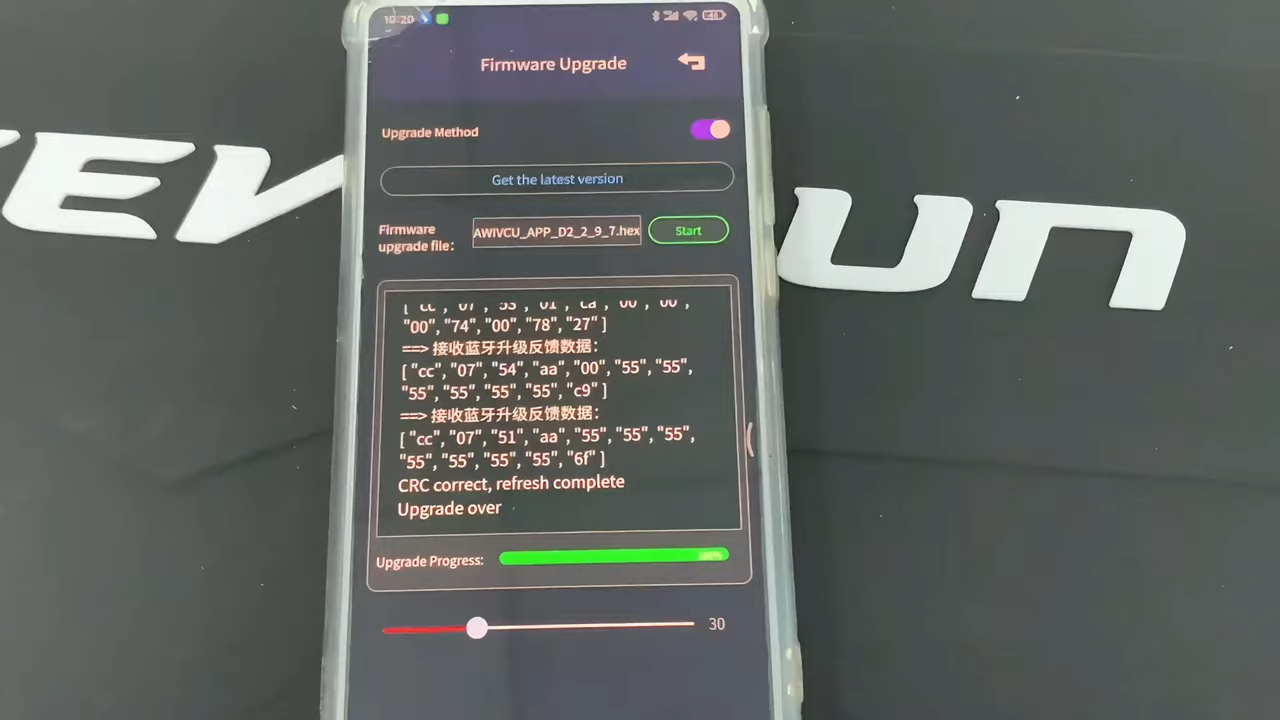 10:20
Firmware Upgrade
Upgrade Method
Get the latest version
Firmware
upgrade file:
AWIVCU_APP_D2_2_9_7.hex
Start
"00", "74", "00", "78", "27" ]
==> 接收蓝牙升级反馈数据：
[ "cc", "07", "54", "aa", "00", "55", "55",
"55", "55", "55", "55", "c9" ]
==> 接收蓝牙升级反馈数据：
[ "cc", "07", "51", "aa", "55", "55", "55",
"55", "55", "55", "55", "6f" ]
CRC correct, refresh complete
Upgrade over
Upgrade Progress:
30
UN